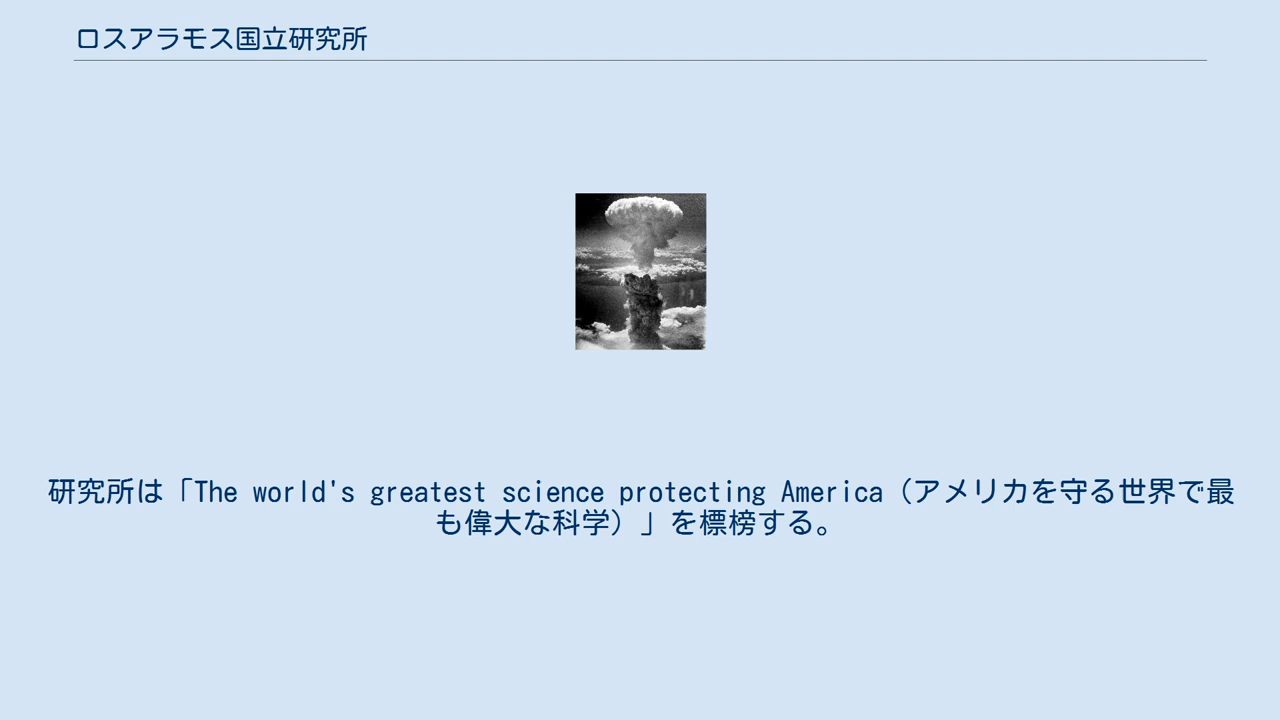 ロスアラモス国立研究所
研究所は「The world's greatest science protecting America（アメリカを守る世界で最
も偉大な科学）」を標榜する。